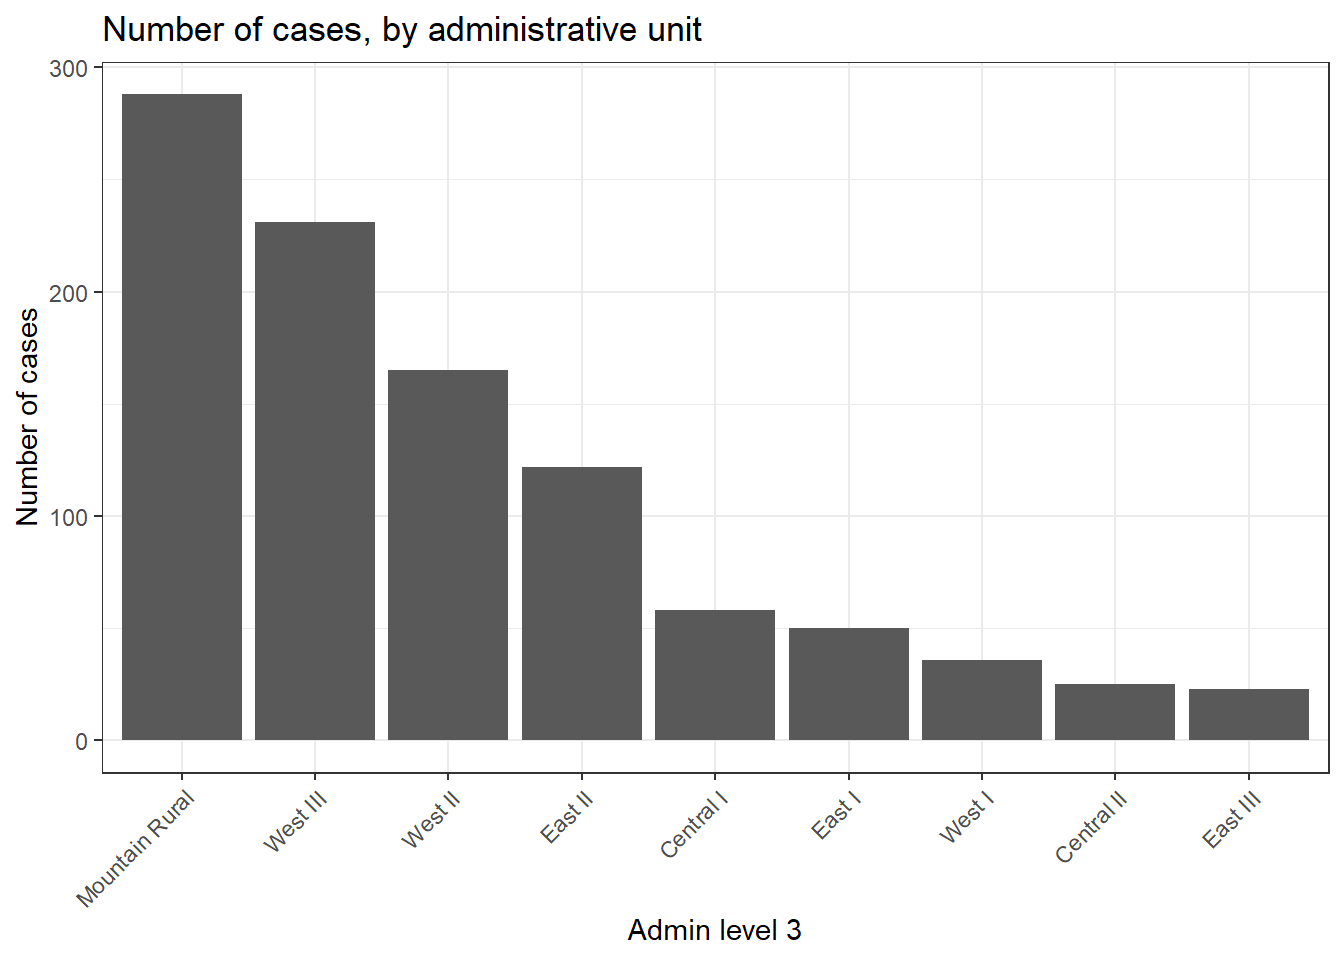 Number of cases, by administrative unit
Number of cases
300
200
100
0
Mountain Rural
West III
West II
East II
Central I
East I
West I
Central II
East III
Admin level 3